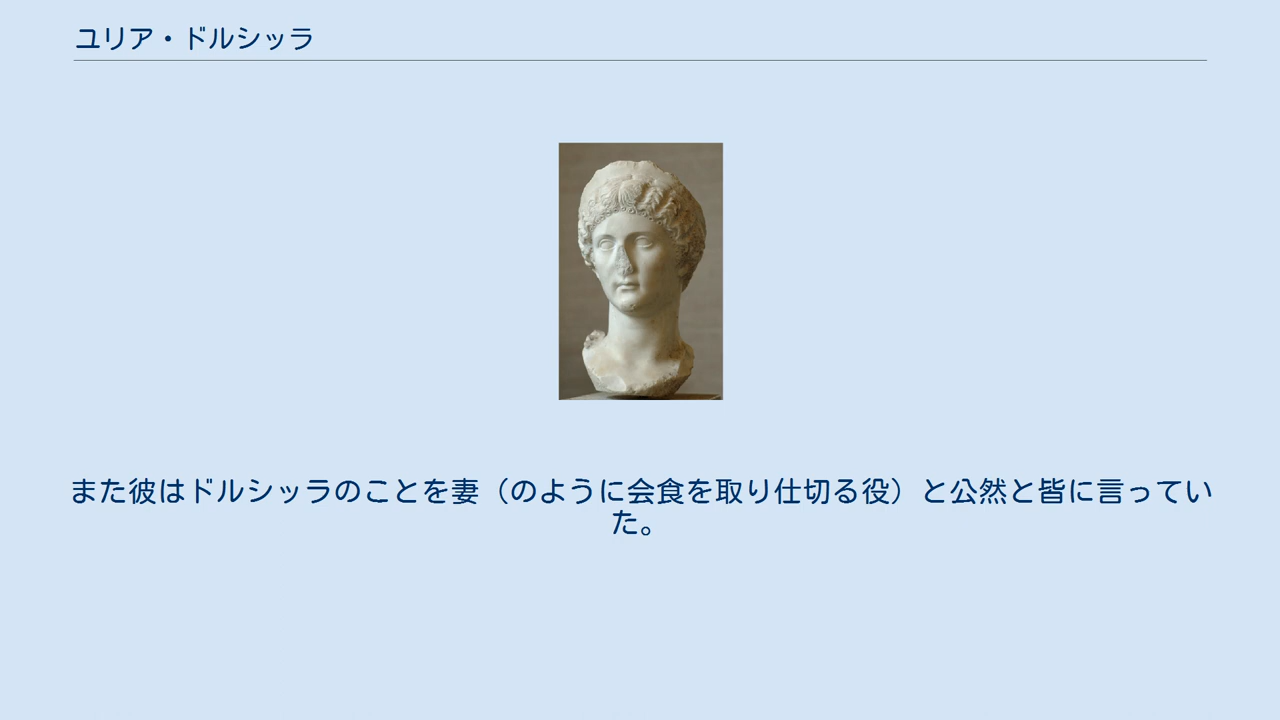 ユリア・ドルシッラ
また彼はドルシッラのことを妻（のように会食を取り仕切る役）と公然と皆に言ってい
た。